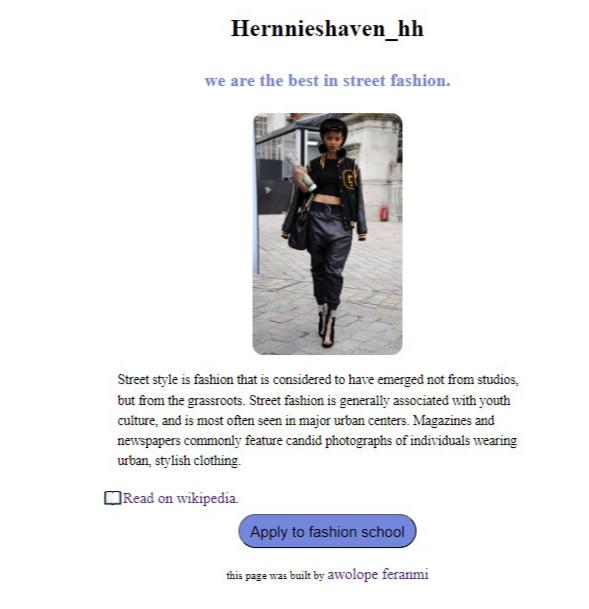 Hernnieshaven_hh
we are the best in street fashion.
Street style is fashion that is considered to have emerged not from studios,
but from the grassroots. Street fashion is generally associated with youth
culture, and is most often seen in major urban centers. Magazines and
newspapers commonly feature candid photographs of individuals wearing
urban, stylish clothing.
Read on wikipedia.
Apply to fashion school
this page was built by awolope feranmi